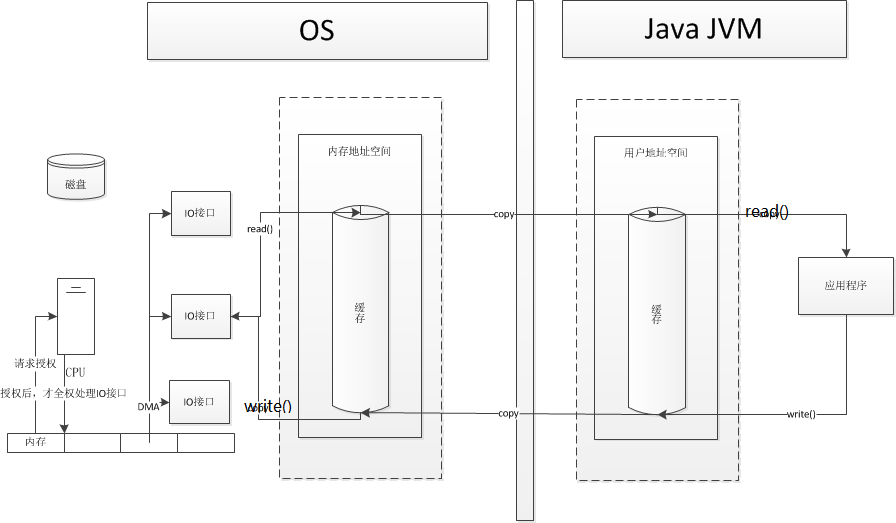 OS
Java JVM
内存地址空间
用户地址空间
磁盘
IO接口
copy
read()
copy
read()
IO接口
缓存
缓存
应用程序
请求授权
CPU
授权后，才全权处理IO接口
DMA
IO接口
write()
copy
copy
write()
内存